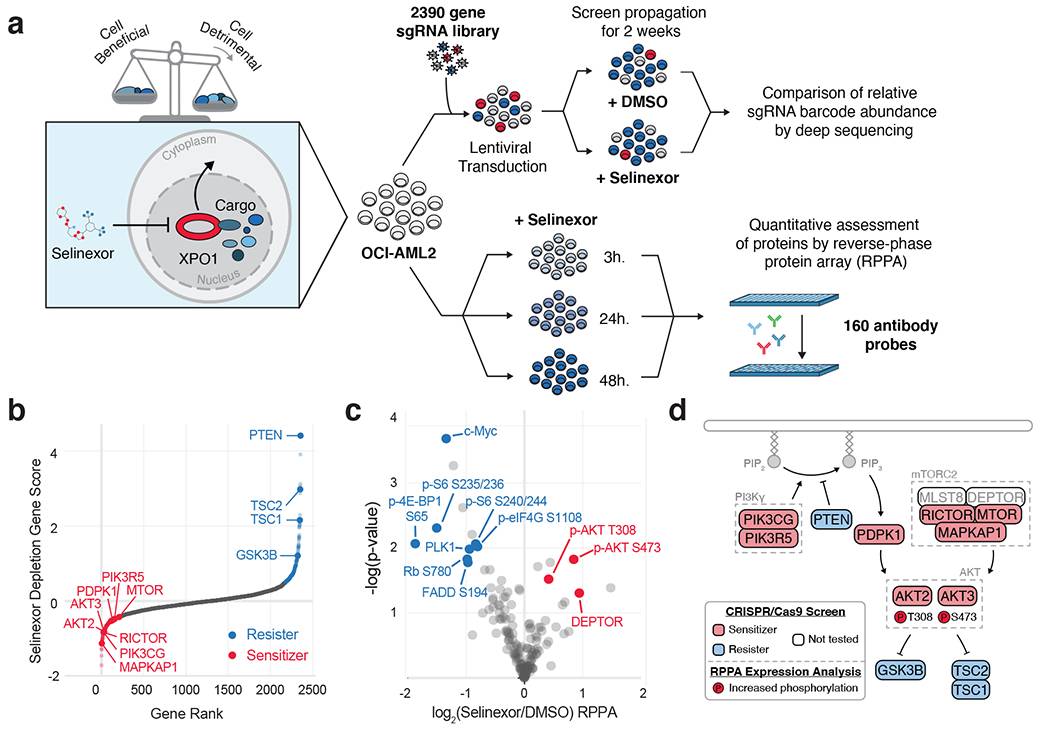 a
Cell
Beneficial
Cell
Detrimental
Cytoplasm
Cargo
XPO1
Nucleus
Selinexor
OCI-AML2
2390 gene
sgRNA library
Lentiviral
Transduction
Screen propagation
for 2 weeks
+ DMSO
+ Selinexor
Comparison of relative
sgRNA barcode abundance
by deep sequencing
+ Selinexor
3h.
24h.
48h.
Quantitative assessment
of proteins by reverse-phase
protein array (RPPA)
160 antibody
probes
b
Selinexor Depletion Gene Score
4
2
0
-2
PTEN
TSC2
TSC1
GSK3B
PIK3R5
PDPK1
MTOR
AKT3
AKT2
RICTOR
PIK3CG
MAPKAP1
Resister
Sensitizer
0
500
1000
1500
2000
2500
Gene Rank
c
-log(p-value)
4
3
2
1
c-Myc
p-S6 S235/236
p-4E-BP1
S65
p-S6 S240/244
p-eIF4G S1108
PLK1
Rb S780
FADD S194
p-AKT T308
p-AKT S473
DEPTOR
-2
-1
0
1
2
log2(Selinexor/DMSO) RPPA
d
PIP2
PIP3
mTORC2
MLST8
DEPTOR
RICTOR
MTOR
MAPKAP1
PI3Kγ
PIK3CG
PIK3R5
PTEN
PDPK1
AKT
AKT2
AKT3
P
T308
P
S473
GSK3B
TSC2
TSC1
CRISPR/Cas9 Screen
Sensitizer
Not tested
Resister
RPPA Expression Analysis
P
Increased phosphorylation